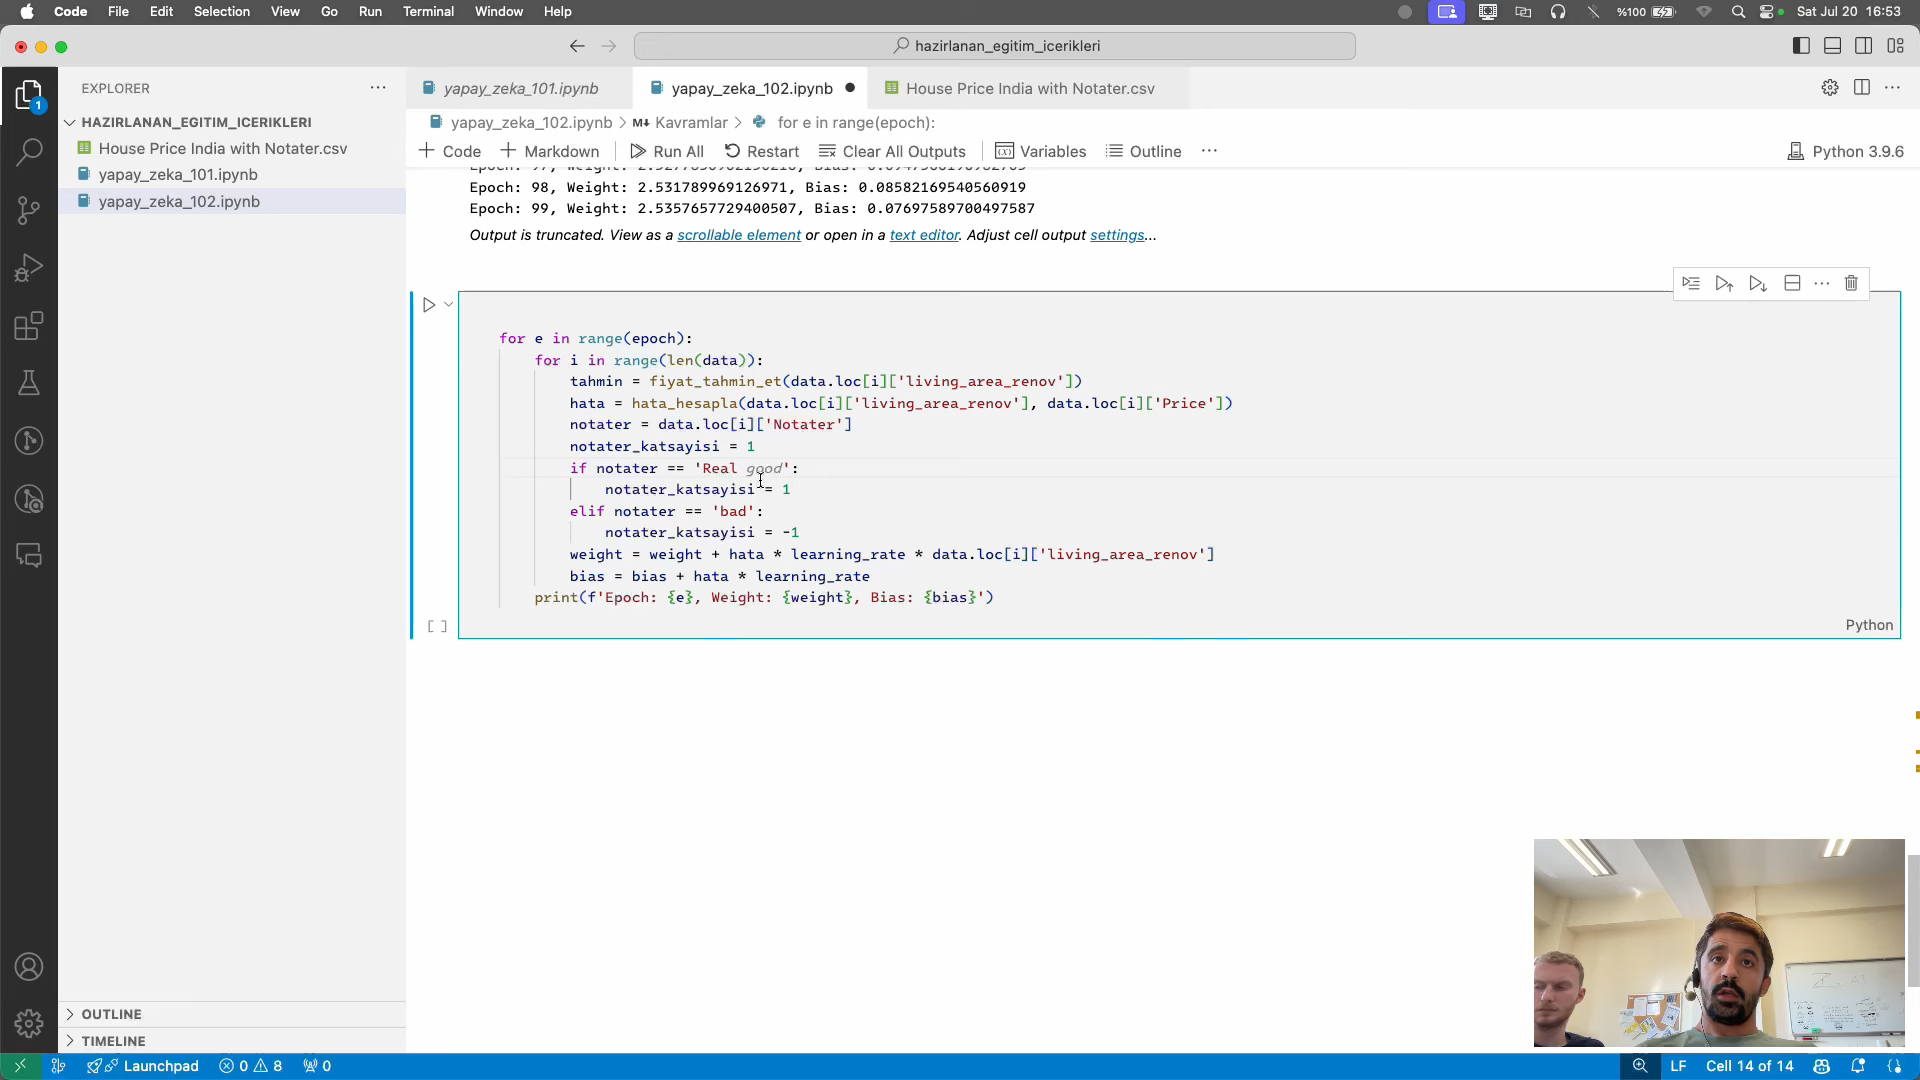 Code File Edit Selection View Go Run Terminal Window Help %100 Sat Jul 20 16:53
hazirlanan_egitim_icerikleri
EXPLORER
yapay_zeka_101.ipynb yapay_zeka_102.ipynb House Price India with Notater.csv
HAZIRLANAN_EGITIM_ICERIKLERI
House Price India with Notater.csv
yapay_zeka_101.ipynb
yapay_zeka_102.ipynb
yapay_zeka_102.ipynb > M↓ Kavramlar > for e in range(epoch):
+ Code + Markdown Run All Restart Clear All Outputs Variables Outline ··· Python 3.9.6
Epoch: 98, Weight: 2.531789969126971, Bias: 0.08582169540560919
Epoch: 99, Weight: 2.5357657729400507, Bias: 0.07697589700497587
Output is truncated. View as a scrollable element or open in a text editor. Adjust cell output settings...
for e in range(epoch):
for i in range(len(data)):
tahmin = fiyat_tahmin_et(data.loc[i]['living_area_renov'])
hata = hata_hesapla(data.loc[i]['living_area_renov'], data.loc[i]['Price'])
notater = data.loc[i]['Notater']
notater_katsayisi = 1
if notater == 'Real good':
notater_katsayisi = 1
elif notater == 'bad':
notater_katsayisi = -1
weight = weight + hata * learning_rate * data.loc[i]['living_area_renov']
bias = bias + hata * learning_rate
print(f'Epoch: {e}, Weight: {weight}, Bias: {bias}')
[ ]
Python
OUTLINE
TIMELINE
Launchpad 0 8 0 LF Cell 14 of 14
1